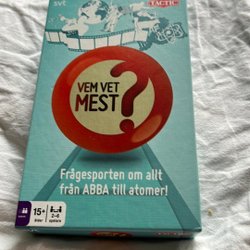 svt
TACTIC
VEM VET
MEST?
Frågesporten om allt
från ABBA till atomer!
15+
2-6